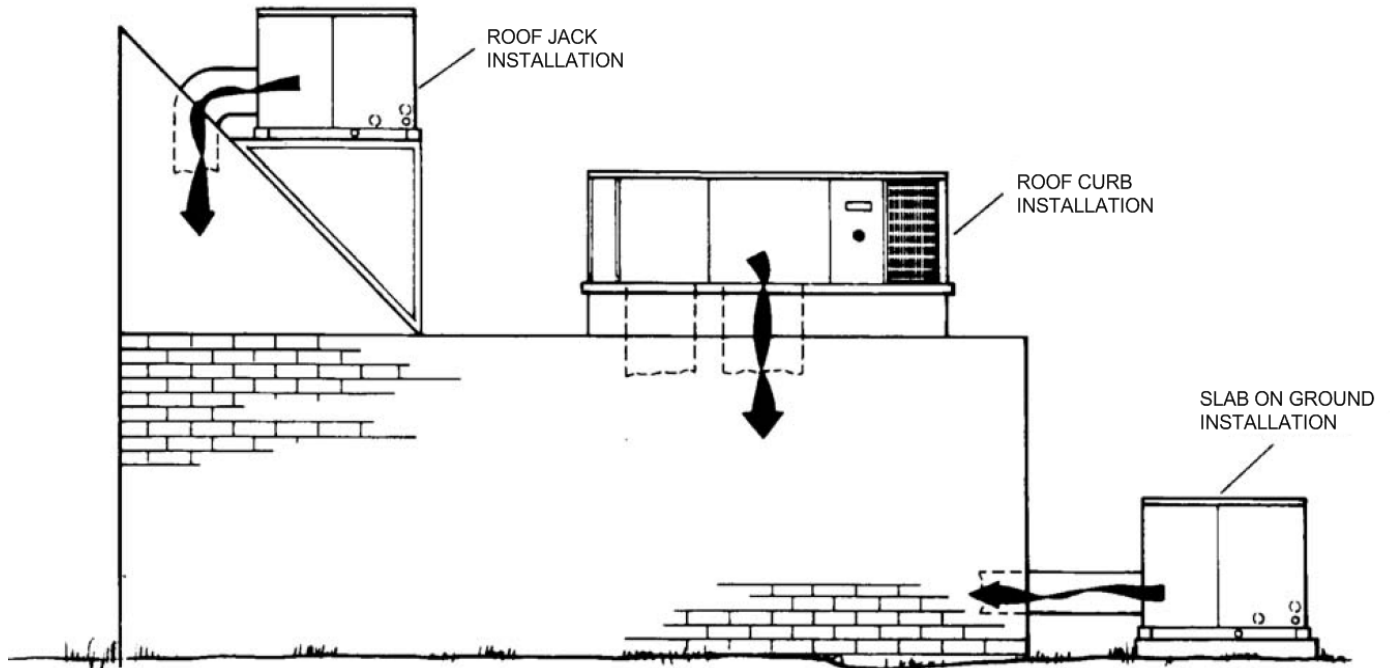 ROOF JACK
INSTALLATION
ROOF CURB
INSTALLATION
SLAB ON GROUND
INSTALLATION